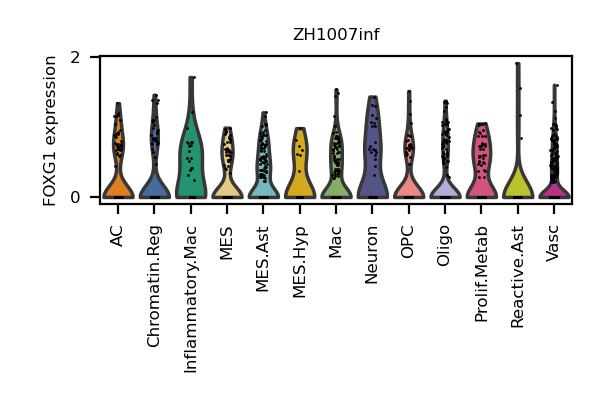 ZH1007inf
FOXG1 expression
2
0
AC
Chromatin.Reg
Inflammatory.Mac
MES
MES.Ast
MES.Hyp
Mac
Neuron
OPC
Oligo
Prolif.Metab
Reactive.Ast
Vasc